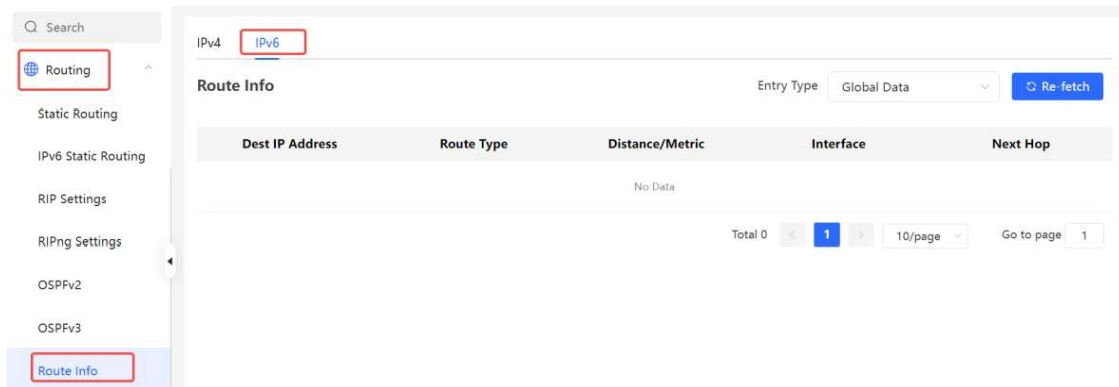 Search
Routing
Static Routing
IPv6 Static Routing
RIP Settings
RIPng Settings
OSPFv2
OSPFv3
Route Info
IPv4 IPv6
Route Info Entry Type Global Data Re-fetch
Dest IP Address Route Type Distance/Metric Interface Next Hop
No Data
Total 0 < 1 > 10/page Go to page 1